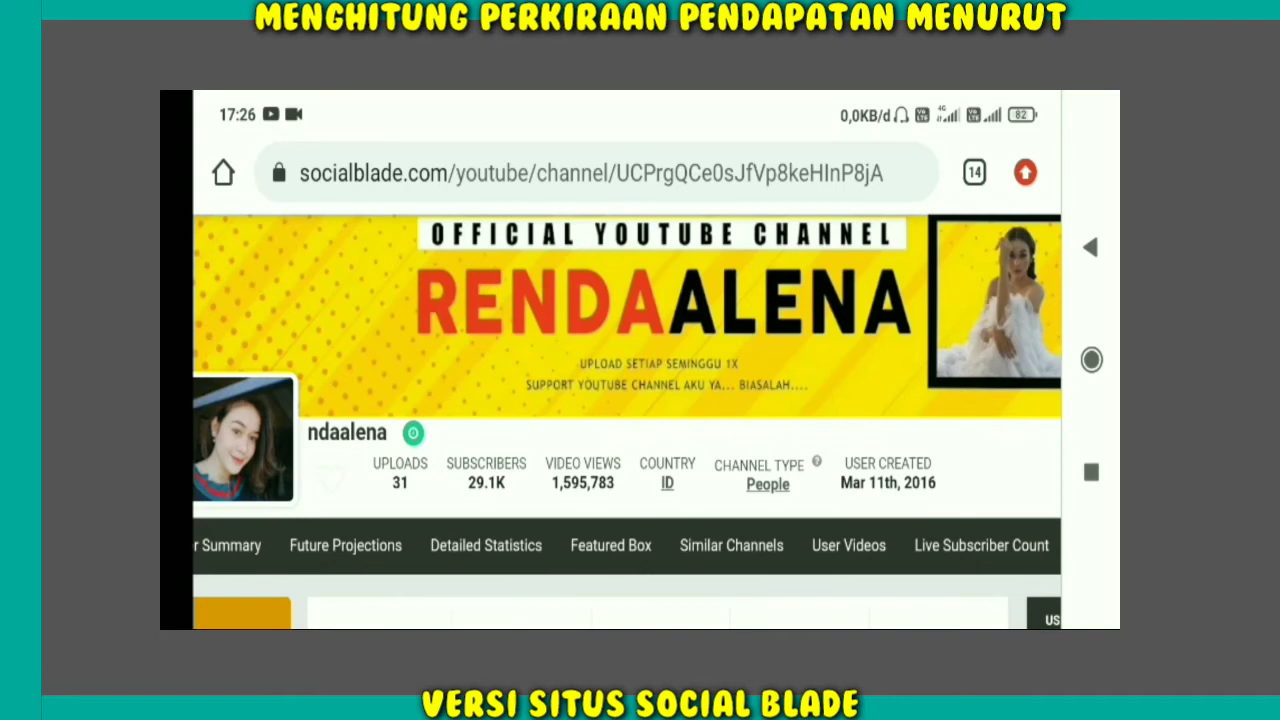 MENGHITUNG PERKIRAAN PENDAPATAN MENURUT
17:26
0,0KB/d 4G 82
socialblade.com/youtube/channel/UCPrgQCe0sJfVp8keHInP8jA 14
OFFICIAL YOUTUBE CHANNEL
RENDAALENA
UPLOAD SETIAP SEMINGGU 1X
SUPPORT YOUTUBE CHANNEL AKU YA... BIASALAH....
ndaalena
UPLOADS SUBSCRIBERS VIDEO VIEWS COUNTRY CHANNEL TYPE ? USER CREATED
31 29.1K 1,595,783 ID People Mar 11th, 2016
r Summary Future Projections Detailed Statistics Featured Box Similar Channels User Videos Live Subscriber Count
US
VERSI SITUS SOCIAL BLADE